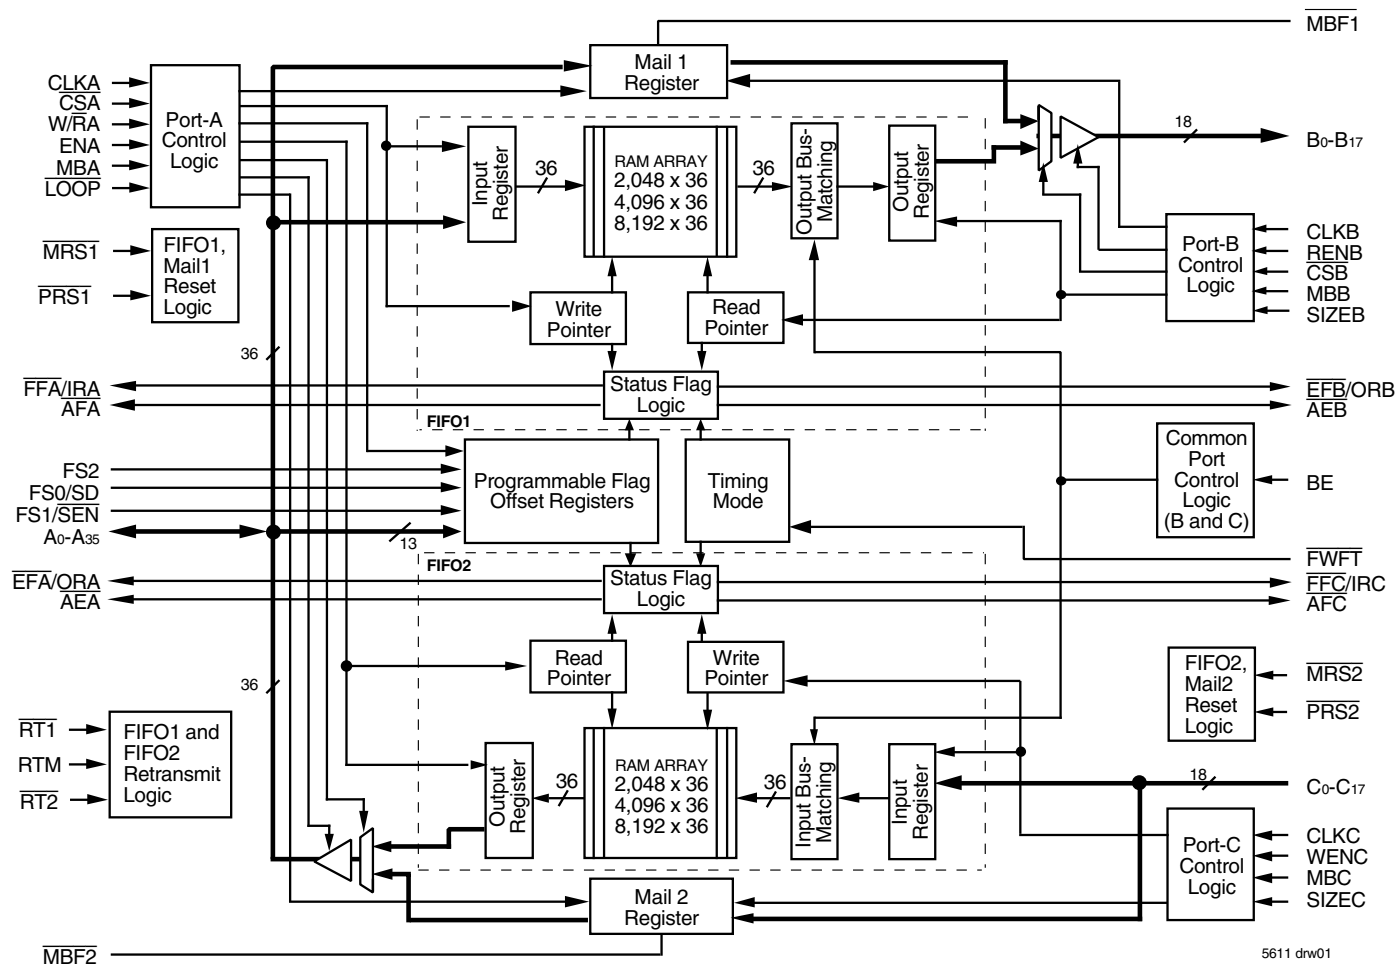 MBF1
Mail 1
Register
CLKA
CSA
W/RA
ENA
MBA
LOOP
Port-A
Control
Logic
18
B0-B17
Input
Register
36
RAM ARRAY
2,048 x 36
4,096 x 36
8,192 x 36
36
Output Bus-
Matching
Output
Register
MRS1
PRS1
FIFO1,
Mail1
Reset
Logic
Port-B
Control
Logic
CLKB
RENB
CSB
MBB
SIZEB
Write
Pointer
Read
Pointer
36
FFA/IRA
AFA
Status Flag
Logic
EFB/ORB
AEB
FIFO1
FS2
FS0/SD
FS1/SEN
A0-A35
13
Programmable Flag
Offset Registers
Timing
Mode
Common
Port
Control
Logic
(B and C)
BE
FWFT
FIFO2
EFA/ORA
AEA
Status Flag
Logic
FFC/IRC
AFC
Read
Pointer
Write
Pointer
36
FIFO2,
Mail2
Reset
Logic
MRS2
PRS2
RT1
RTM
RT2
FIFO1 and
FIFO2
Retransmit
Logic
Output
Register
36
RAM ARRAY
2,048 x 36
4,096 x 36
8,192 x 36
36
Input Bus-
Matching
Input
Register
18
C0-C17
Port-C
Control
Logic
CLKC
WENC
MBC
SIZEC
Mail 2
Register
MBF2
5611 drw01